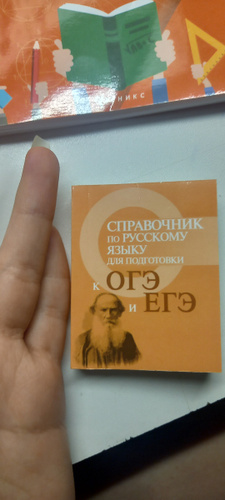 СПРАВОЧНИК
ПО РУССКОМУ
ЯЗЫКУ
ДЛЯ ПОДГОТОВКИ
К ОГЭ
И ЕГЭ